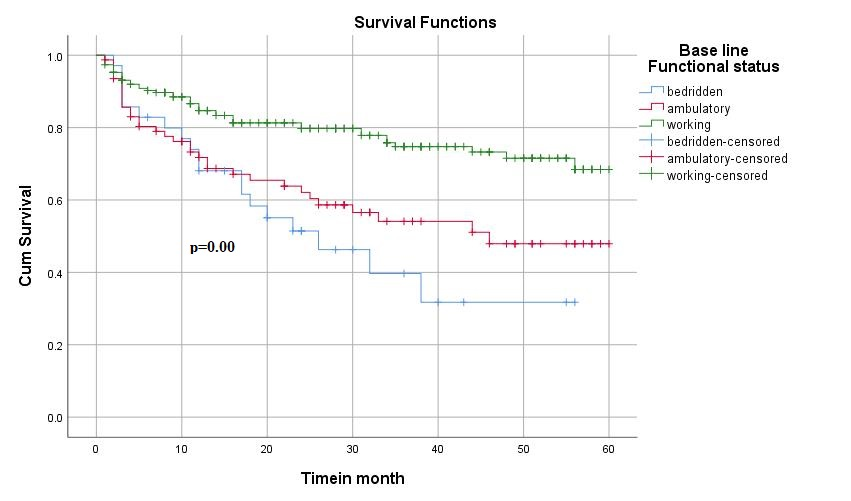 Survival Functions
Base line
Functional status
bedridden
ambulatory
working
bedridden-censored
ambulatory-censored
working-censored
Cum Survival
1.0
0.8
0.6
0.4
0.2
0.0
p=0.00
0 10 20 30 40 50 60
Timein month